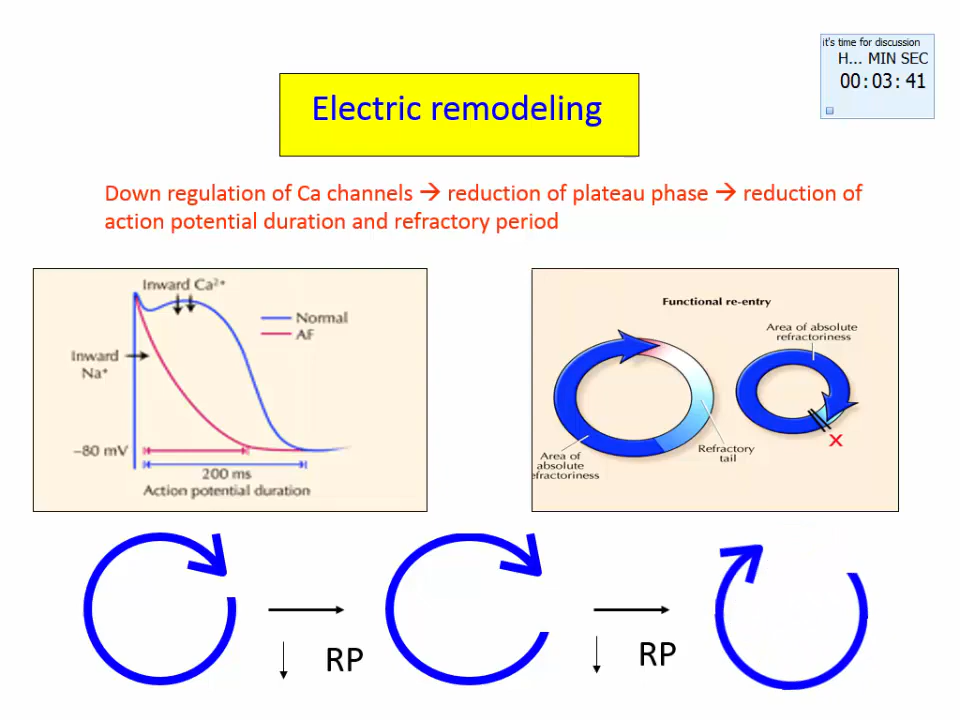 it's time for discussion
H... MIN SEC
00:03:41
Electric remodeling
Down regulation of Ca channels → reduction of plateau phase → reduction of
action potential duration and refractory period
Inward Ca²⁺
Normal
AF
Inward
Na⁺
–80 mV
200 ms
Action potential duration
Functional re-entry
Area of absolute
refractoriness
Refractory
tail
Area of
absolute
efractoriness
x
↓ RP
↓ RP